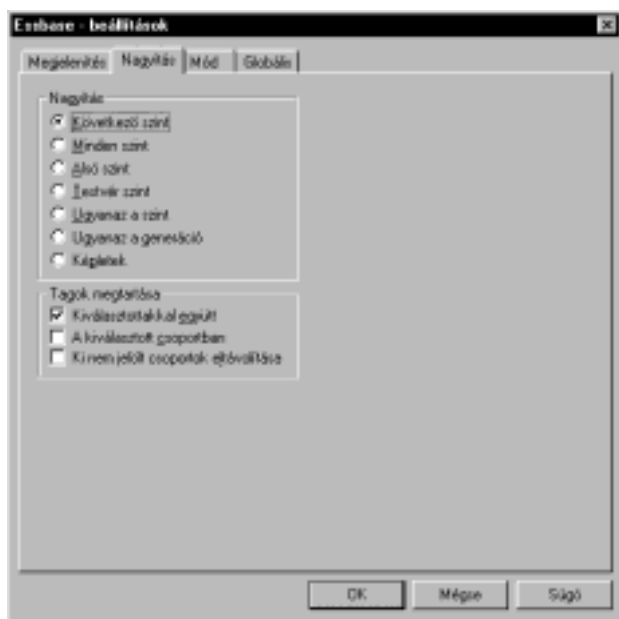 Essbase - beállítások
Megjelenítés Nagyítás Mód Globális
Nagyítás
Következő szint
Minden szint
Alsó szint
Testvér szint
Ugyanaz a szint
Ugyanaz a generáció
Képletek
Tagok megtartása
Kiválasztottakkal együtt
A kiválasztott csoportban
Ki nem jelölt csoportok eltávolítása
OK Mégse Súgó